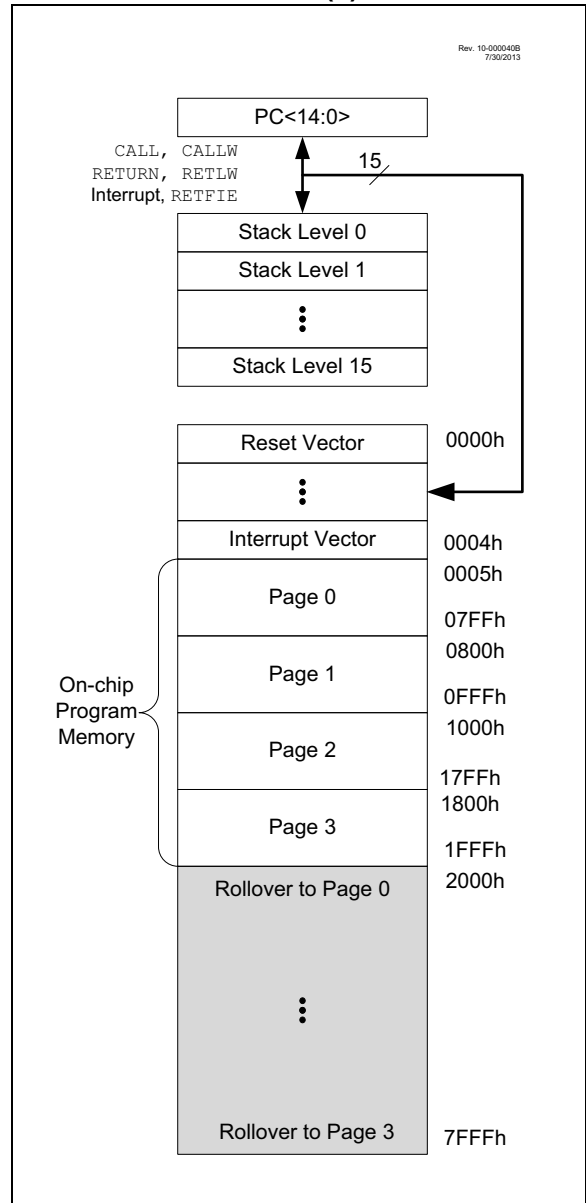 (s)
Rev. 10-000040B
7/30/2013
PC<14:0>
CALL, CALLW
RETURN, RETLW
Interrupt, RETFIE
15
Stack Level 0
Stack Level 1
Stack Level 15
Reset Vector
0000h
Interrupt Vector
0004h
0005h
Page 0
07FFh
0800h
Page 1
0FFFh
1000h
On-chip
Program
Memory
Page 2
17FFh
1800h
Page 3
1FFFh
2000h
Rollover to Page 0
Rollover to Page 3
7FFFh